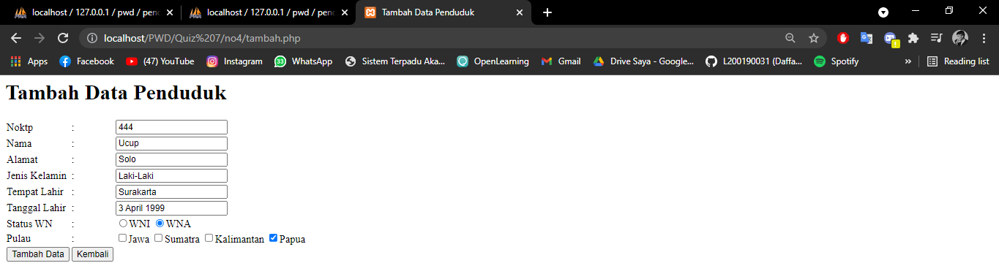 localhost / 127.0.0.1 / pwd / pend
localhost / 127.0.0.1 / pwd / pend
Tambah Data Penduduk
localhost/PWD/Quiz%207/no4/tambah.php
Apps
Facebook
(47) YouTube
Instagram
33
WhatsApp
Sistem Terpadu Aka...
OpenLearning
Gmail
Drive Saya - Google...
L200190031 (Daffa...
Spotify
»
Reading list
Tambah Data Penduduk
Noktp : 444
Nama : Ucup
Alamat : Solo
Jenis Kelamin : Laki-Laki
Tempat Lahir : Surakarta
Tanggal Lahir : 3 April 1999
Status WN : WNI WNA
Pulau : Jawa Sumatra Kalimantan Papua
Tambah Data Kembali